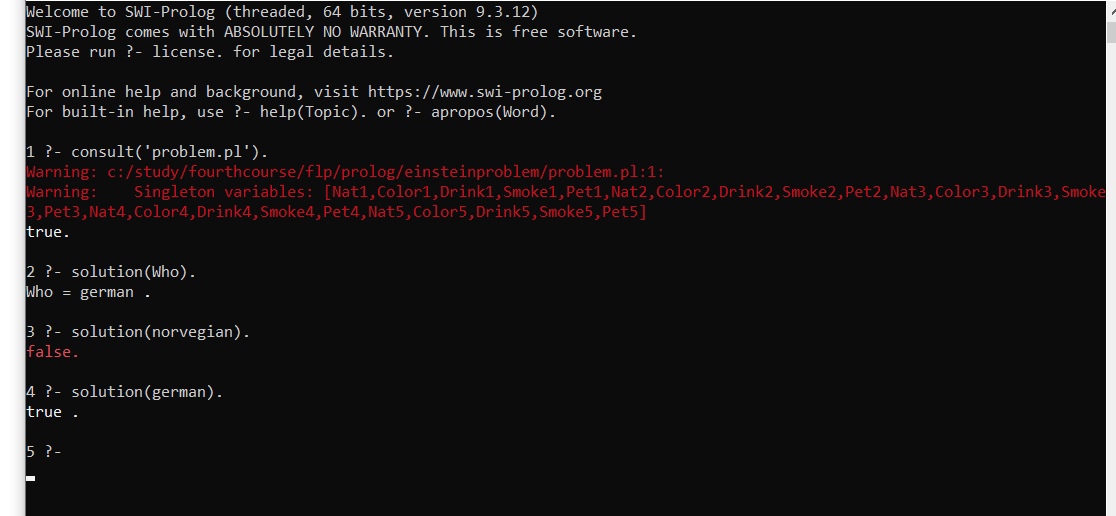 Welcome to SWI-Prolog (threaded, 64 bits, version 9.3.12)
SWI-Prolog comes with ABSOLUTELY NO WARRANTY. This is free software.
Please run ?- license. for legal details.
For online help and background, visit https://www.swi-prolog.org
For built-in help, use ?- help(Topic). or ?- apropos(Word).
1 ?- consult('problem.pl').
Warning: c:/study/fourthcourse/flp/prolog/einsteinproblem/problem.pl:1:
Warning:    Singleton variables: [Nat1,Color1,Drink1,Smoke1,Pet1,Nat2,Color2,Drink2,Smoke2,Pet2,Nat3,Color3,Drink3,Smoke
3,Pet3,Nat4,Color4,Drink4,Smoke4,Pet4,Nat5,Color5,Drink5,Smoke5,Pet5]
true.
2 ?- solution(Who).
Who = german .
3 ?- solution(norvegian).
false.
4 ?- solution(german).
true .
5 ?-